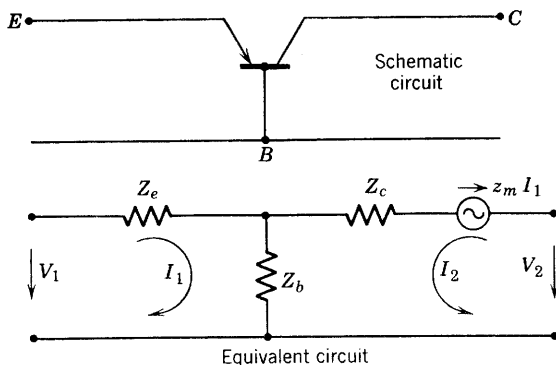 E C
Schematic
circuit
B
Z_e Z_c z_m I_1
V_1 I_1 Z_b I_2 V_2
Equivalent circuit